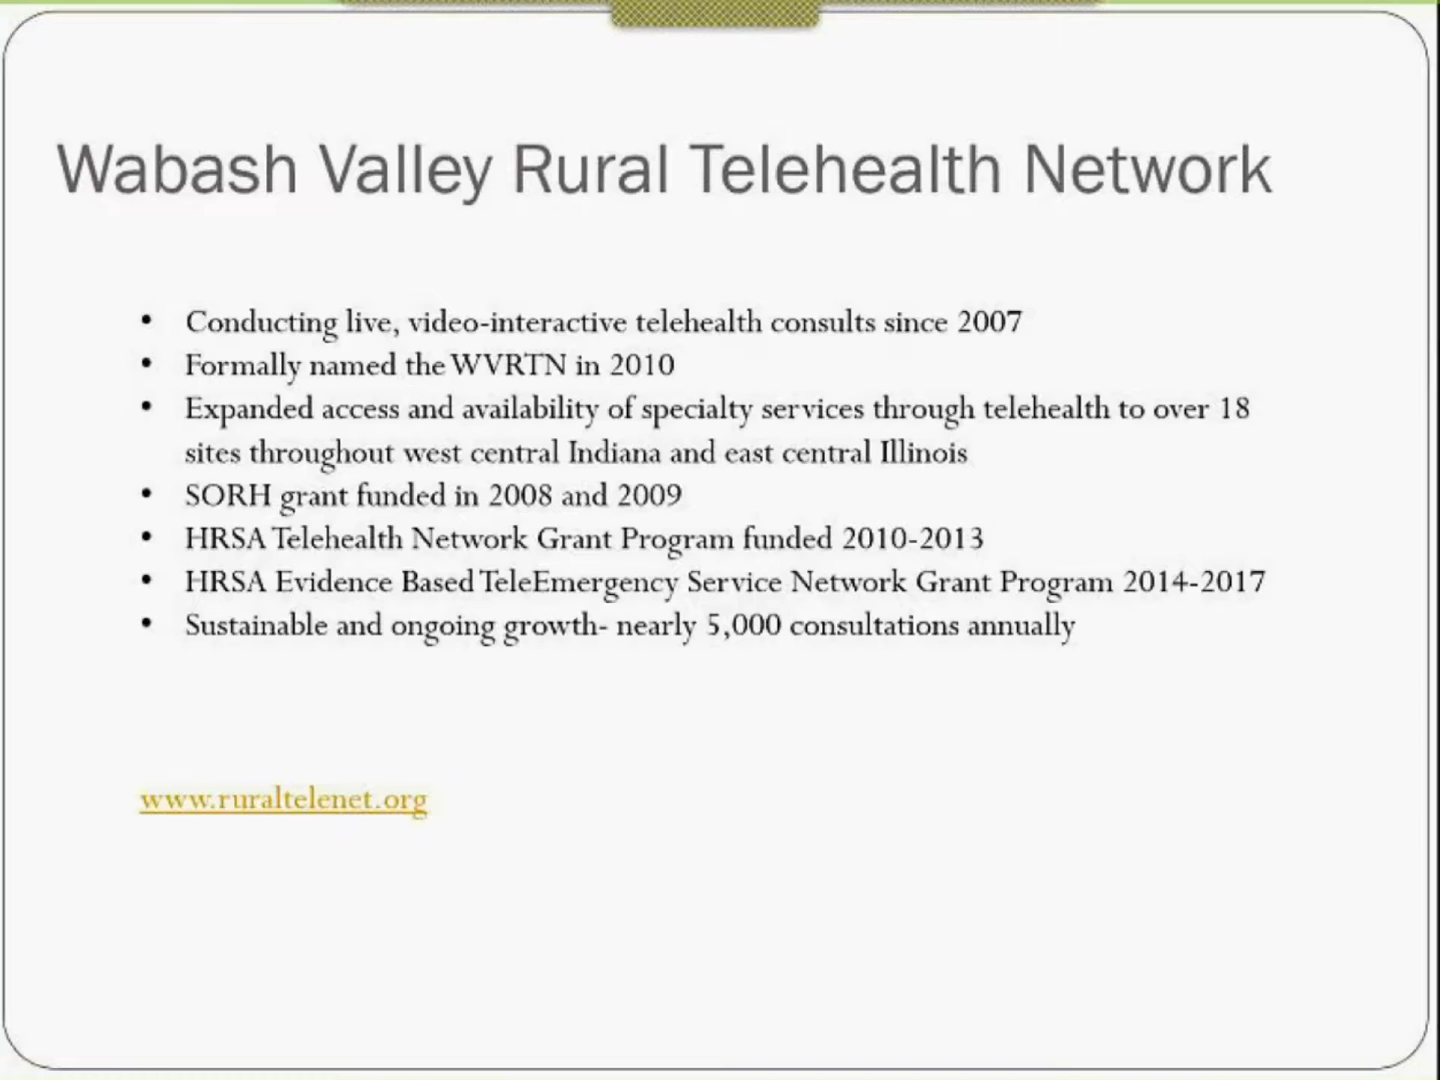 Wabash Valley Rural Telehealth Network
• Conducting live, video-interactive telehealth consults since 2007
• Formally named the WVRTN in 2010
• Expanded access and availability of specialty services through telehealth to over 18
sites throughout west central Indiana and east central Illinois
• SORH grant funded in 2008 and 2009
• HRSA Telehealth Network Grant Program funded 2010-2013
• HRSA Evidence Based TeleEmergency Service Network Grant Program 2014-2017
• Sustainable and ongoing growth- nearly 5,000 consultations annually
www.ruraltelenet.org